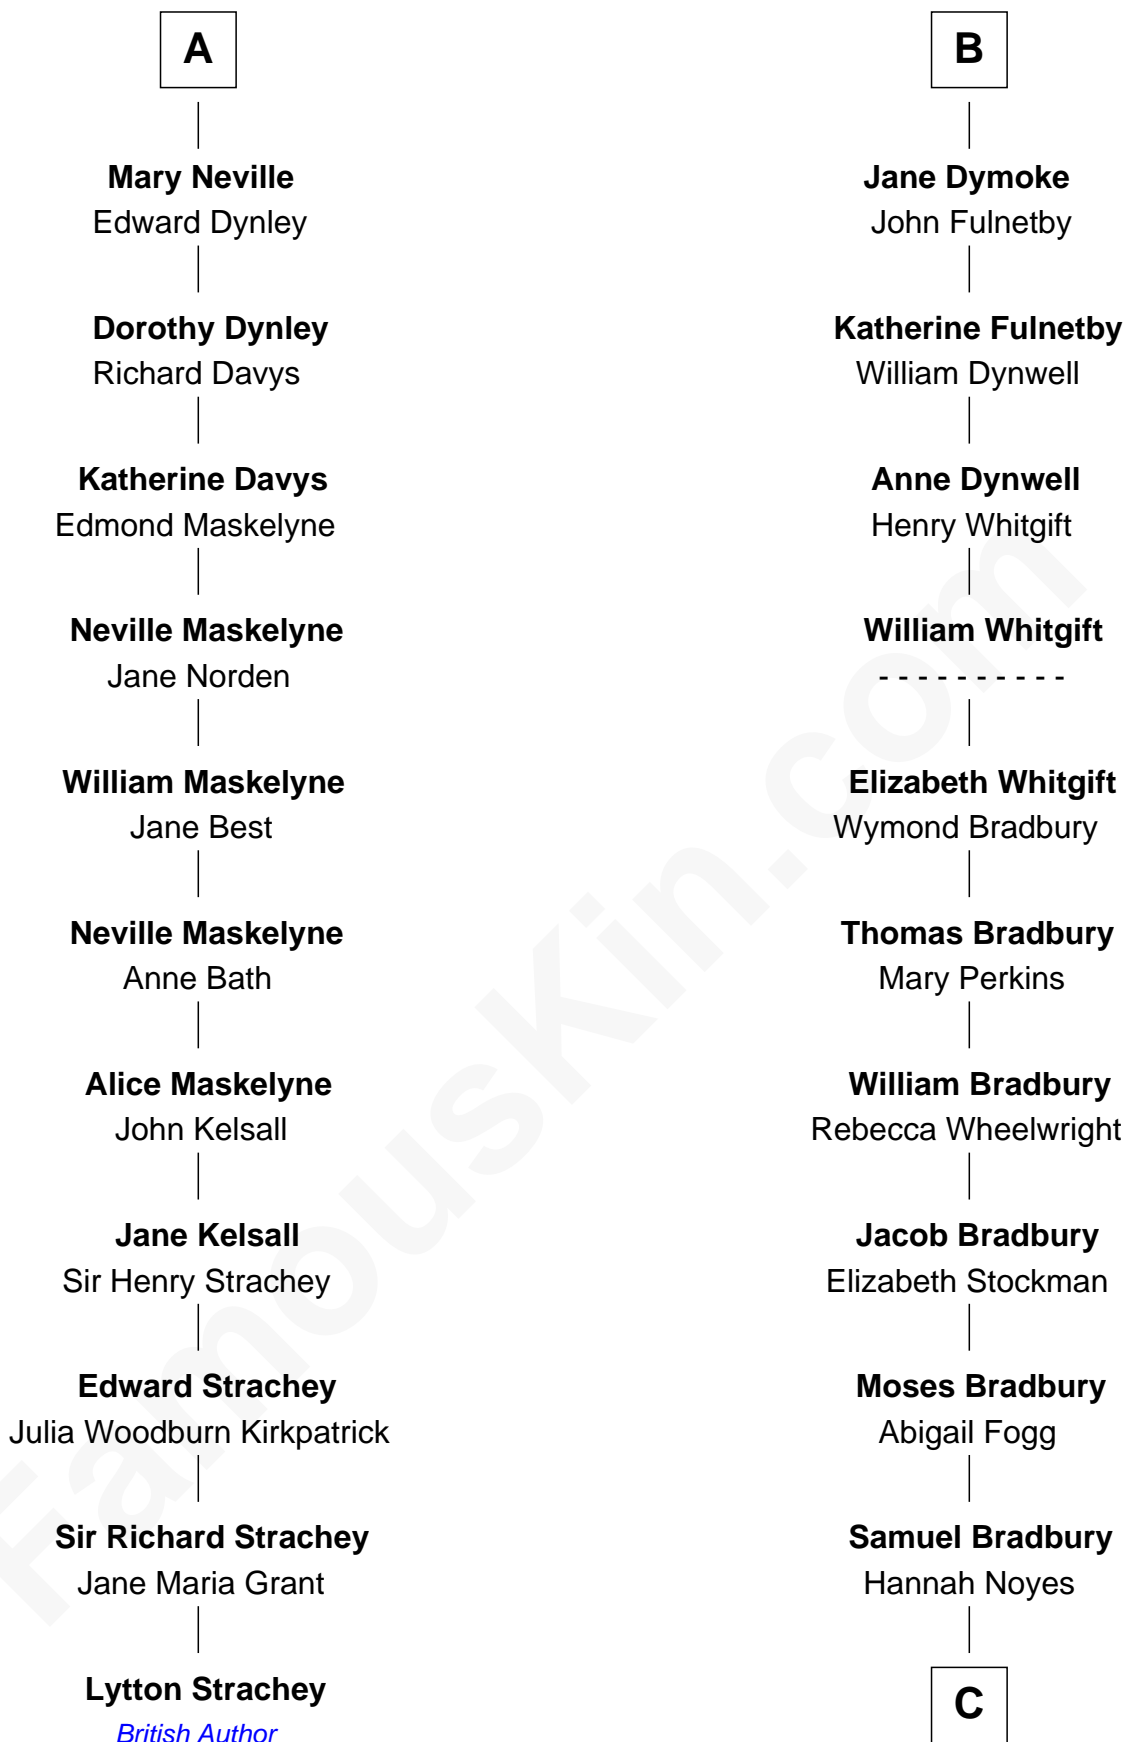 A
Mary Neville
Edward Dynley
Dorothy Dynley
Richard Davys
Katherine Davys
Edmond Maskelyne
Neville Maskelyne
Jane Norden
William Maskelyne
Jane Best
Neville Maskelyne
Anne Bath
Alice Maskelyne
John Kelsall
Jane Kelsall
Sir Henry Strachey
Edward Strachey
Julia Woodburn Kirkpatrick
Sir Richard Strachey
Jane Maria Grant
Lytton Strachey
British Author
B
Jane Dymoke
John Fulnetby
Katherine Fulnetby
William Dynwell
Anne Dynwell
Henry Whitgift
William Whitgift
- - - - - - - - - -
Elizabeth Whitgift
Wymond Bradbury
Thomas Bradbury
Mary Perkins
William Bradbury
Rebecca Wheelwright
Jacob Bradbury
Elizabeth Stockman
Moses Bradbury
Abigail Fogg
Samuel Bradbury
Hannah Noyes
C
FamousKin.com